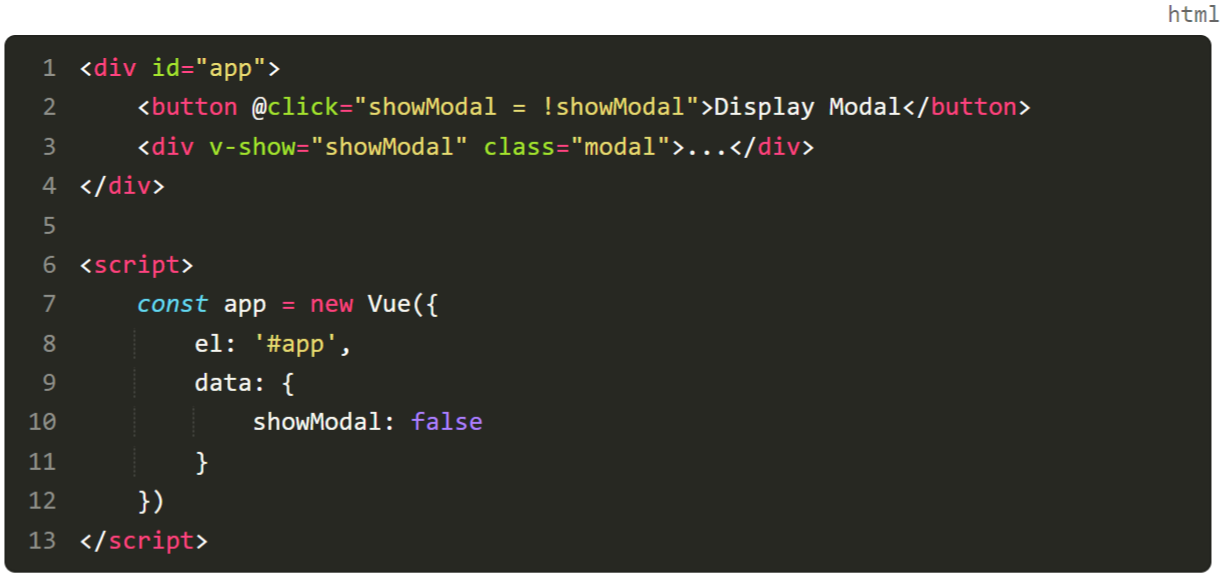 html
1 <div id="app">
2     <button @click="showModal = !showModal">Display Modal</button>
3     <div v-show="showModal" class="modal">...</div>
4 </div>
5
6 <script>
7     const app = new Vue({
8         el: '#app',
9         data: {
10             showModal: false
11         }
12     })
13 </script>